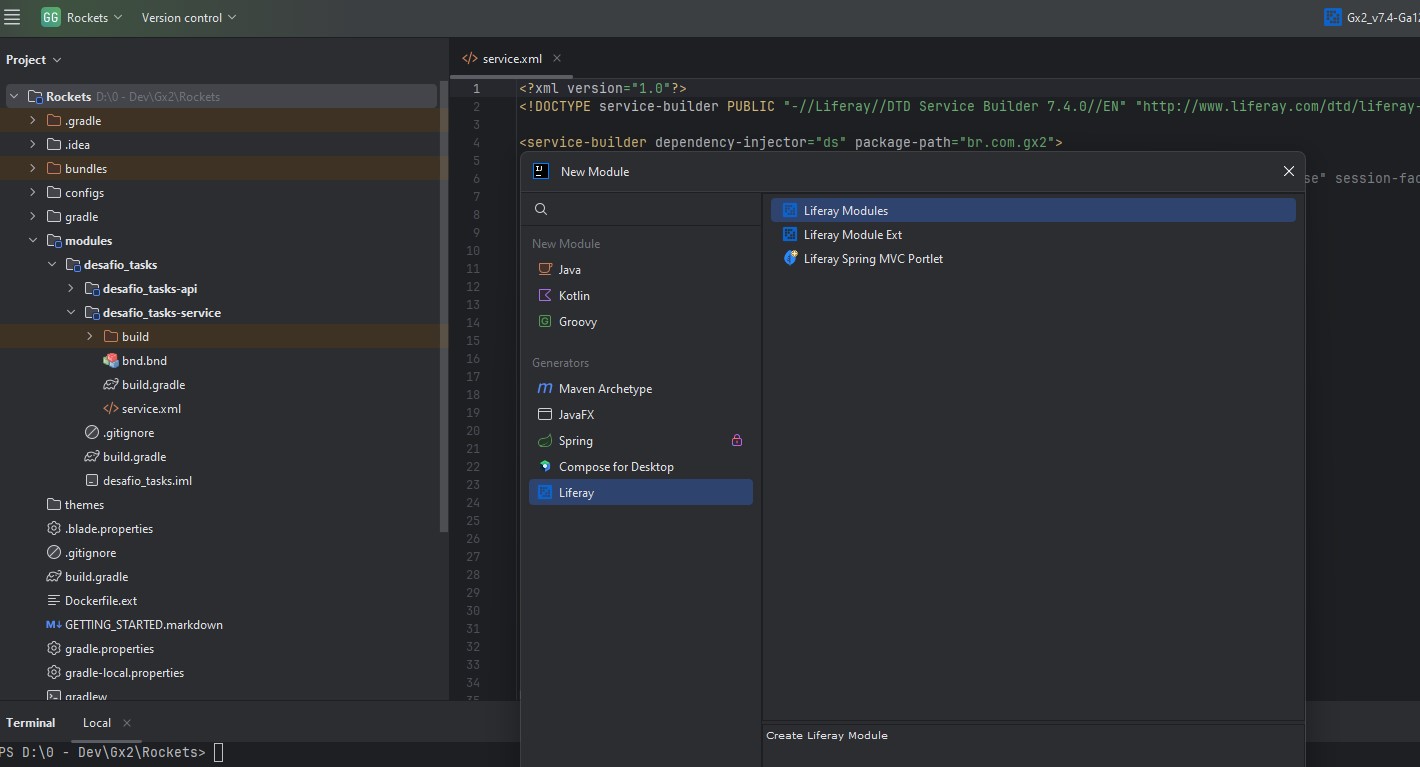 GG Rockets Version control Gx2_v7.4-Ga12
Project
service.xml
Rockets D:\0 - Dev\Gx2\Rockets
.gradle
.idea
bundles
configs
gradle
modules
desafio_tasks
desafio_tasks-api
desafio_tasks-service
build
bnd.bnd
build.gradle
service.xml
.gitignore
build.gradle
desafio_tasks.iml
themes
.blade.properties
.gitignore
build.gradle
Dockerfile.ext
M↓ GETTING_STARTED.markdown
gradle.properties
gradle-local.properties
gradlew
1 <?xml version="1.0"?>
2 <!DOCTYPE service-builder PUBLIC "-//Liferay//DTD Service Builder 7.4.0//EN" "http://www.liferay.com/dtd/liferay-
3
4 <service-builder dependency-injector="ds" package-path="br.com.gx2">
5
6 se" session-fac
7
8
9
10
11
12
13
14
15
16
17
18
19
20
21
22
23
24
25
26
27
28
29
30
31
32
33
34
35
New Module
New Module
Java
Kotlin
Groovy
Generators
Maven Archetype
JavaFX
Spring
Compose for Desktop
Liferay
Liferay Modules
Liferay Module Ext
Liferay Spring MVC Portlet
Create Liferay Module
Terminal Local
PS D:\0 - Dev\Gx2\Rockets>